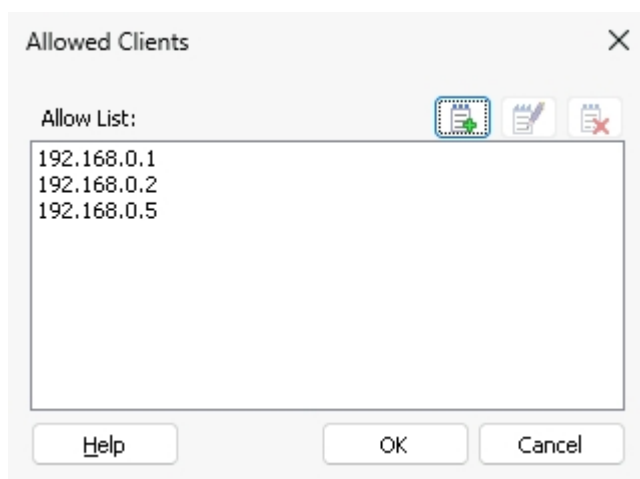 Allowed Clients
Allow List:
192.168.0.1
192.168.0.2
192.168.0.5
Help
OK
Cancel